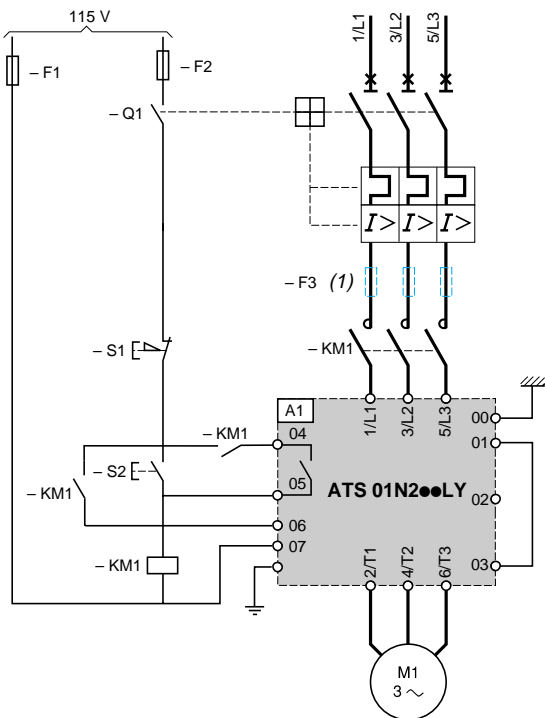 115 V
– F1
– F2
– Q1
1/L1
3/L2
5/L3
I >
I >
I >
– F3 (1)
– S1
– KM1
A1
1/L1
3/L2
5/L3
00
– KM1
04
01
– S2
05
ATS 01N2●●LY
– KM1
02
06
07
03
– KM1
2/T1
4/T2
6/T3
M1
3 ~